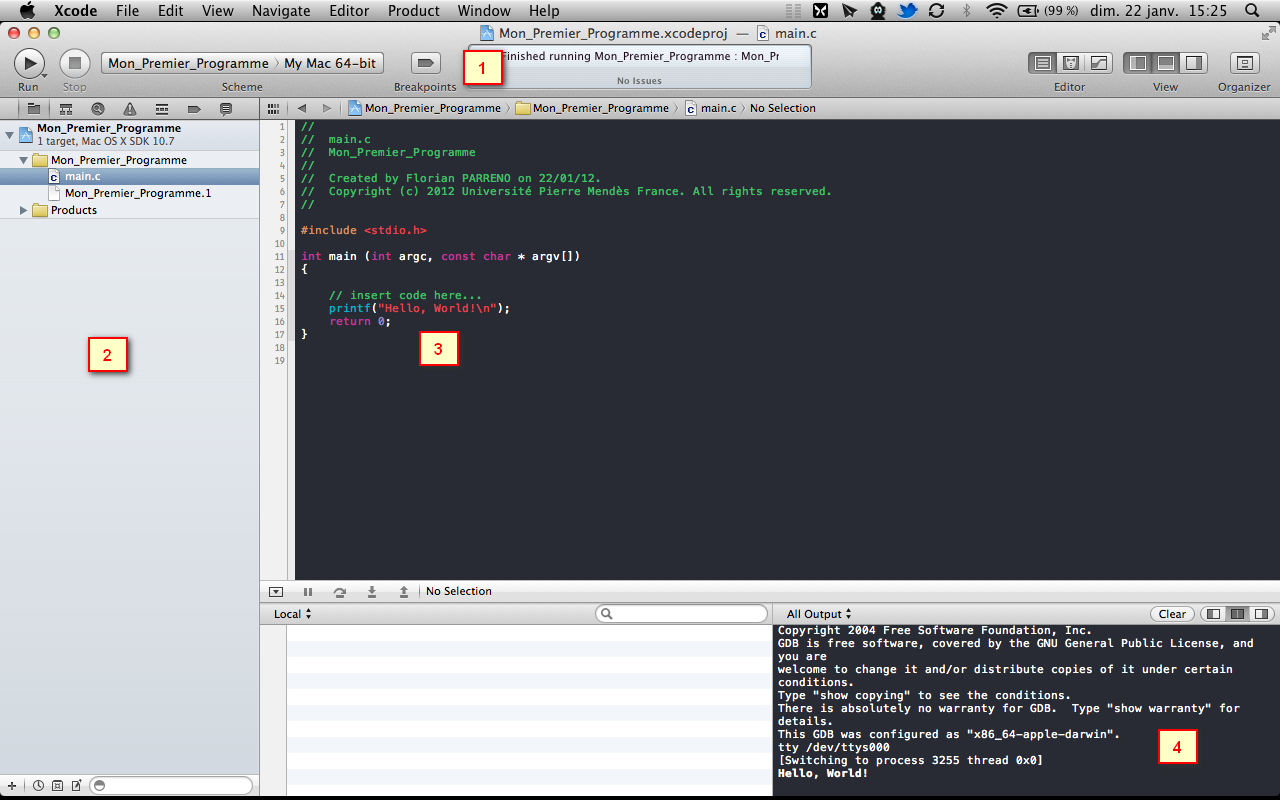 Xcode File Edit View Navigate Editor Product Window Help (99 %) dim. 22 janv. 15:25
Mon_Premier_Programme.xcodeproj — main.c
Mon_Premier_Programme › My Mac 64-bit
1
Finished running Mon_Premier_Programme : Mon_Pr
No Issues
Run Stop Scheme Breakpoints Editor View Organizer
Mon_Premier_Programme › Mon_Premier_Programme › main.c › No Selection
Mon_Premier_Programme
1 target, Mac OS X SDK 10.7
Mon_Premier_Programme
main.c
Mon_Premier_Programme.1
Products
2
1 //
2 //  main.c
3 //  Mon_Premier_Programme
4 //
5 //  Created by Florian PARRENO on 22/01/12.
6 //  Copyright (c) 2012 Université Pierre Mendès France. All rights reserved.
7 //
8
9 #include <stdio.h>
10
11 int main (int argc, const char * argv[])
12 {
13
14     // insert code here...
15     printf("Hello, World!\n");
16     return 0;
17 }
18
19
3
No Selection
Local
All Output Clear
Copyright 2004 Free Software Foundation, Inc.
GDB is free software, covered by the GNU General Public License, and
you are
welcome to change it and/or distribute copies of it under certain
conditions.
Type "show copying" to see the conditions.
There is absolutely no warranty for GDB.  Type "show warranty" for
details.
This GDB was configured as "x86_64-apple-darwin".
tty /dev/ttys000
[Switching to process 3255 thread 0x0]
Hello, World!
4